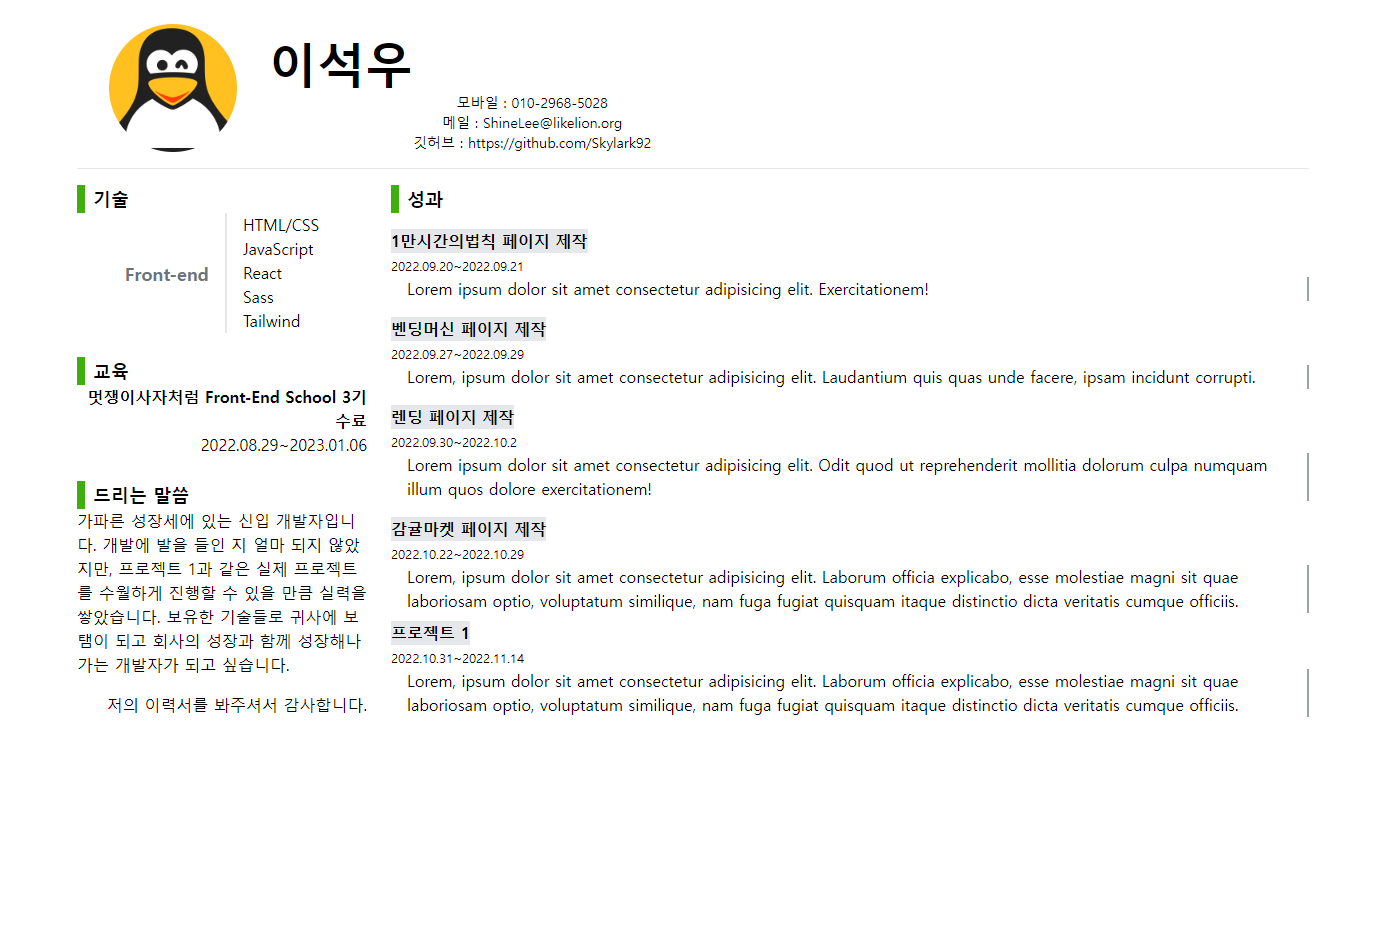 이석우
모바일 : 010-2968-5028
메일 : ShineLee@likelion.org
깃허브 : https://github.com/Skylark92
기술
Front-end
HTML/CSS
JavaScript
React
Sass
Tailwind
교육
멋쟁이사자처럼 Front-End School 3기
수료
2022.08.29~2023.01.06
드리는 말씀
가파른 성장세에 있는 신입 개발자입니
다. 개발에 발을 들인 지 얼마 되지 않았
지만, 프로젝트 1과 같은 실제 프로젝트
를 수월하게 진행할 수 있을 만큼 실력을
쌓았습니다. 보유한 기술들로 귀사에 보
탬이 되고 회사의 성장과 함께 성장해나
가는 개발자가 되고 싶습니다.
저의 이력서를 봐주셔서 감사합니다.
성과
1만시간의법칙 페이지 제작
2022.09.20~2022.09.21
Lorem ipsum dolor sit amet consectetur adipisicing elit. Exercitationem!
벤딩머신 페이지 제작
2022.09.27~2022.09.29
Lorem, ipsum dolor sit amet consectetur adipisicing elit. Laudantium quis quas unde facere, ipsam incidunt corrupti.
렌딩 페이지 제작
2022.09.30~2022.10.2
Lorem ipsum dolor sit amet consectetur adipisicing elit. Odit quod ut reprehenderit mollitia dolorum culpa numquam
illum quos dolore exercitationem!
감귤마켓 페이지 제작
2022.10.22~2022.10.29
Lorem, ipsum dolor sit amet consectetur adipisicing elit. Laborum officia explicabo, esse molestiae magni sit quae
laboriosam optio, voluptatum similique, nam fuga fugiat quisquam itaque distinctio dicta veritatis cumque officiis.
프로젝트 1
2022.10.31~2022.11.14
Lorem, ipsum dolor sit amet consectetur adipisicing elit. Laborum officia explicabo, esse molestiae magni sit quae
laboriosam optio, voluptatum similique, nam fuga fugiat quisquam itaque distinctio dicta veritatis cumque officiis.